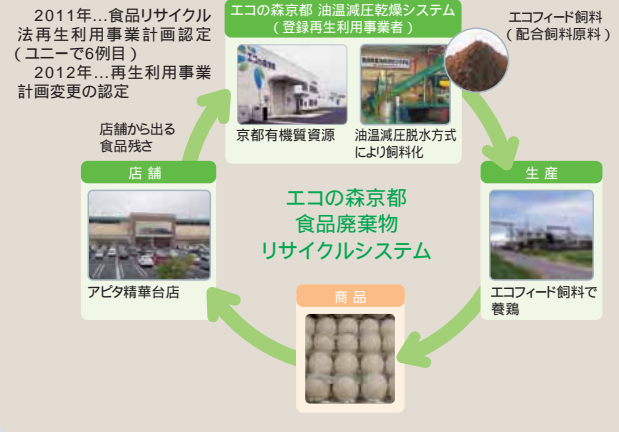 2011年...食品リサイクル
法再生利用事業計画認定
(ユニーで6例目)
2012年...再生利用事業
計画変更の認定
エコの森京都 油温減圧乾燥システム
(登録再生利用事業者)
エコフィード飼料
(配合飼料原料)
京都有機質資源
油温減圧脱水方式
により飼料化
店舗から出る
食品残さ
店舗
アピタ精華台店
エコの森京都
食品廃棄物
リサイクルシステム
生産
エコフィード飼料で
養鶏
商品